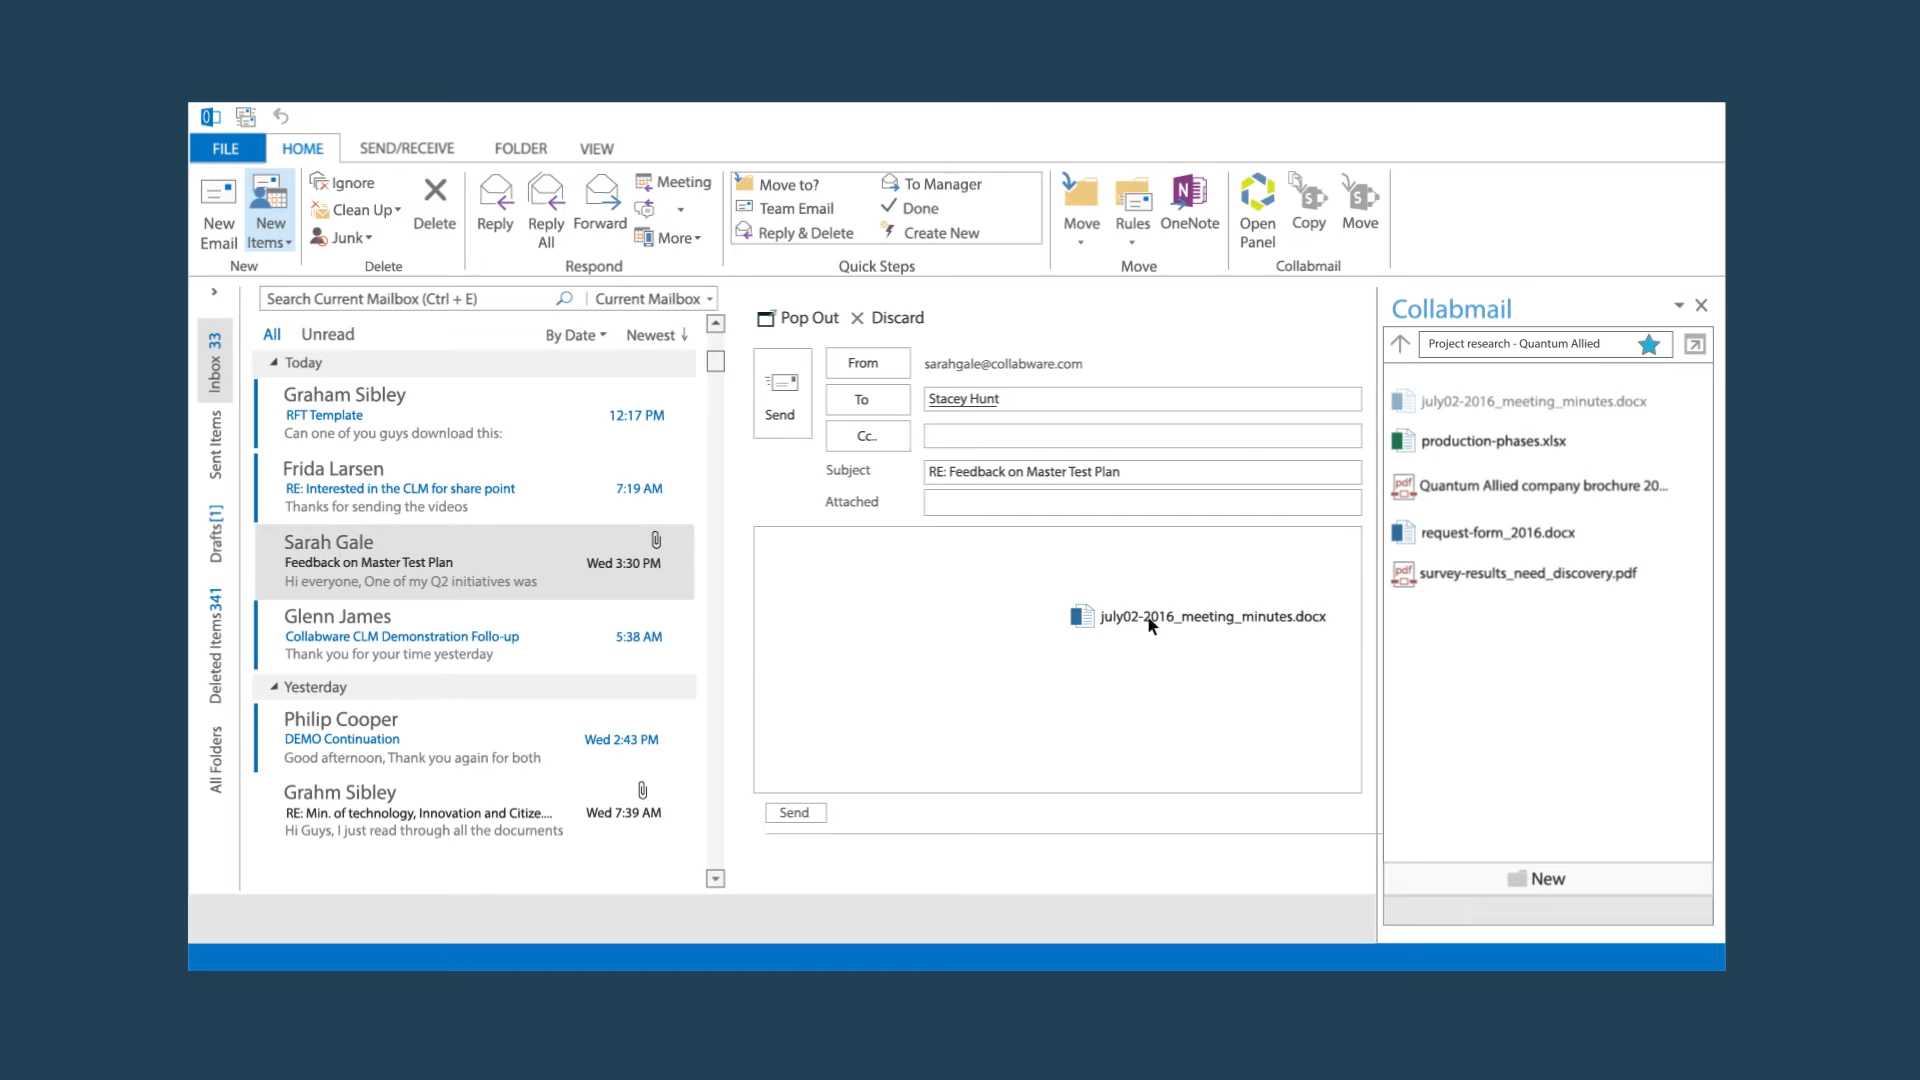 FILE HOME SEND/RECEIVE FOLDER VIEW
New Email
New Items
New
Ignore
Clean Up
Junk
Delete
Delete
Reply
Reply All
Forward
Meeting
More
Respond
Move to?
Team Email
Reply & Delete
To Manager
Done
Create New
Quick Steps
Move
Rules
OneNote
Move
Open Panel
Copy
Move
Collabmail
Inbox 33
Sent Items
Drafts [1]
Deleted Items 341
All Folders
Search Current Mailbox (Ctrl + E) Current Mailbox
All Unread By Date Newest ↓
Today
Graham Sibley
RFT Template 12:17 PM
Can one of you guys download this:
Frida Larsen
RE: Interested in the CLM for share point 7:19 AM
Thanks for sending the videos
Sarah Gale
Feedback on Master Test Plan Wed 3:30 PM
Hi everyone, One of my Q2 initiatives was
Glenn James
Collabware CLM Demonstration Follo-up 5:38 AM
Thank you for your time yesterday
Yesterday
Philip Cooper
DEMO Continuation Wed 2:43 PM
Good afternoon, Thank you again for both
Grahm Sibley
RE: Min. of technology, Innovation and Citize.... Wed 7:39 AM
Hi Guys, I just read through all the documents
Pop Out Discard
Send
From sarahgale@collabware.com
To Stacey Hunt
Cc..
Subject RE: Feedback on Master Test Plan
Attached
july02-2016_meeting_minutes.docx
Send
Collabmail
Project research - Quantum Allied
july02-2016_meeting_minutes.docx
production-phases.xlsx
Quantum Allied company brochure 20...
request-form_2016.docx
survey-results_need_discovery.pdf
New